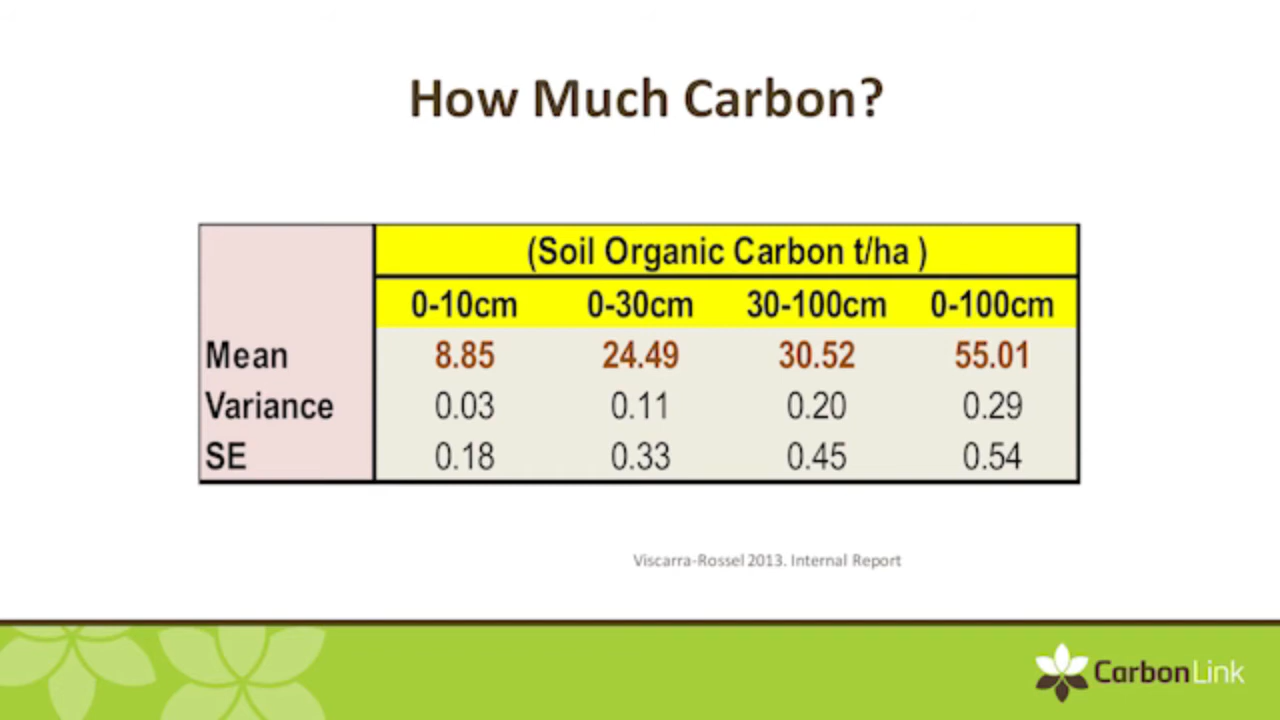 How Much Carbon?
(Soil Organic Carbon t/ha )
0-10cm 0-30cm 30-100cm 0-100cm
Mean 8.85 24.49 30.52 55.01
Variance 0.03 0.11 0.20 0.29
SE 0.18 0.33 0.45 0.54
Viscarra-Rossel 2013. Internal Report
CarbonLink